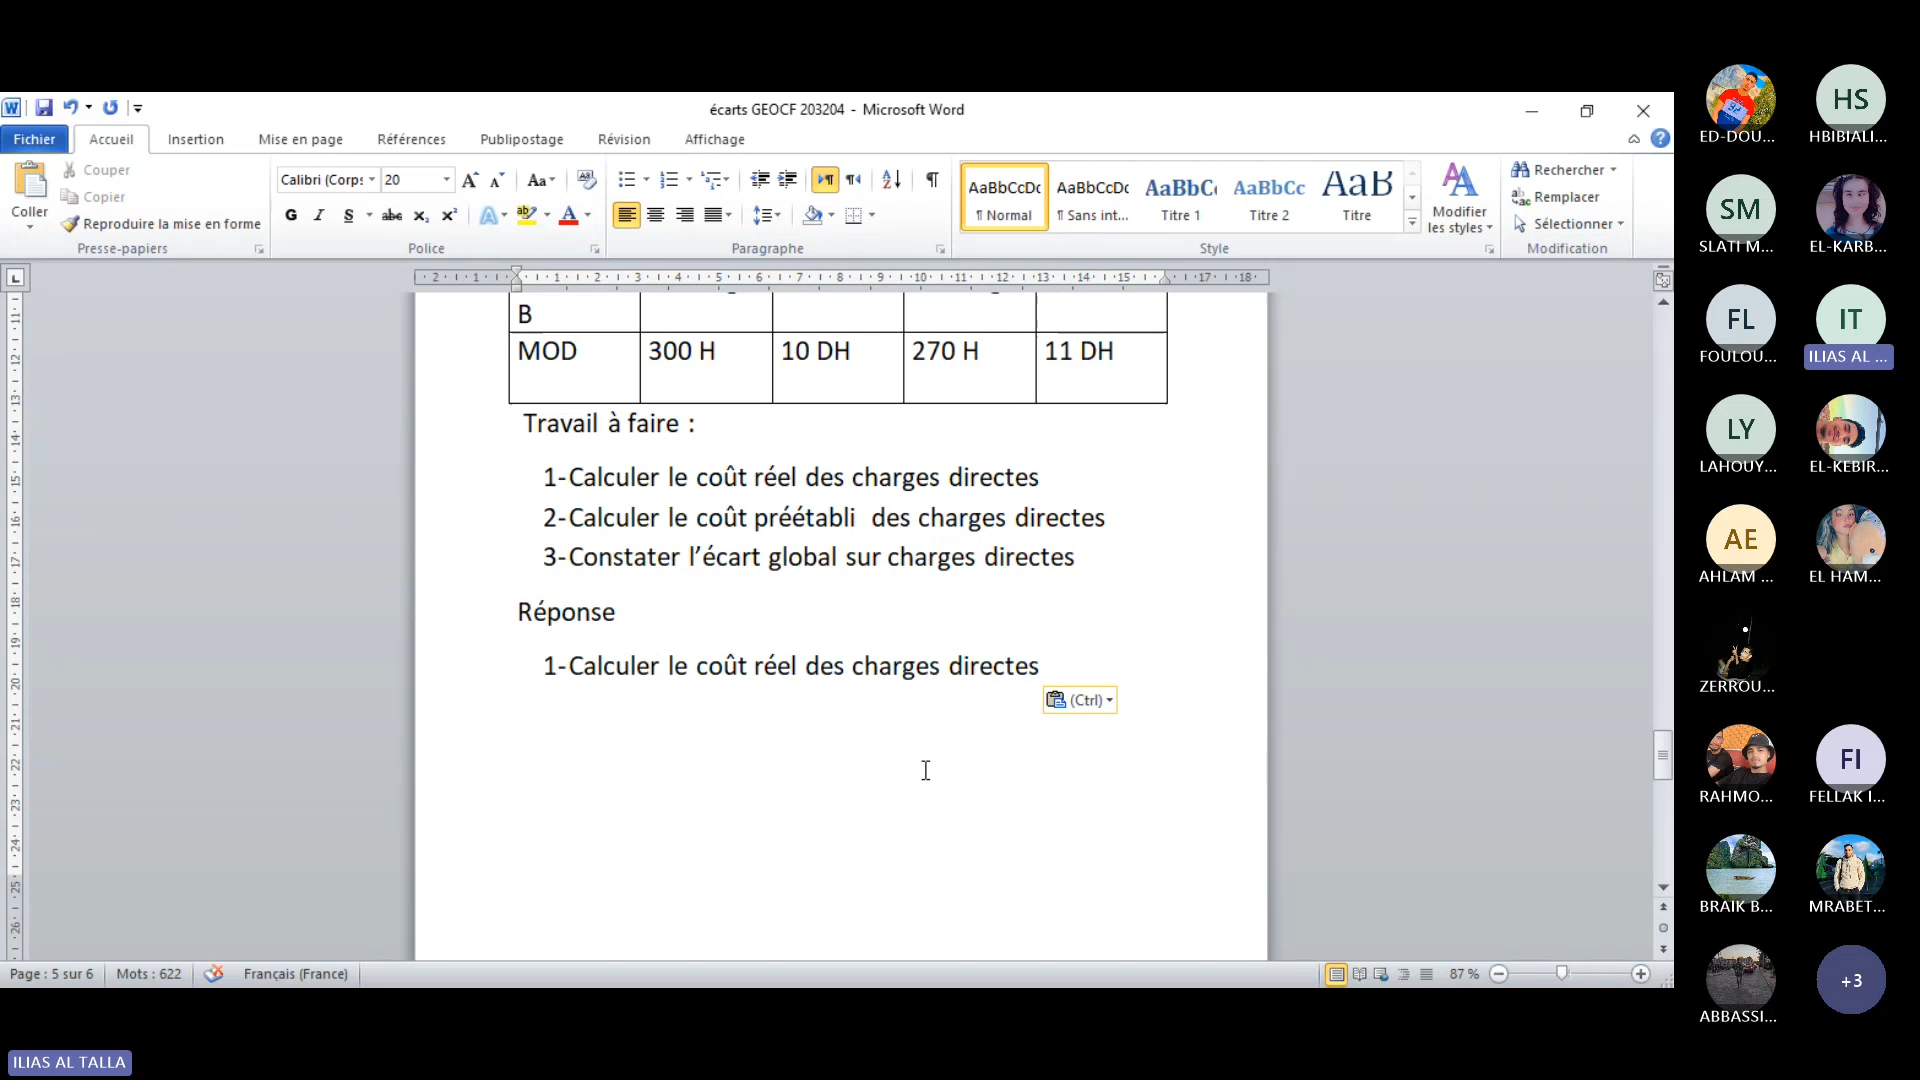 écarts GEOCF 203204 - Microsoft Word
Fichier Accueil Insertion Mise en page Références Publipostage Révision Affichage
Coller
Couper
Copier
Reproduire la mise en forme
Presse-papiers
Calibri (Corps 20
Police
Paragraphe
AaBbCcDc AaBbCcDc AaBbC AaBbCc AaB
¶ Normal ¶ Sans int... Titre 1 Titre 2 Titre
Modifier les styles
Style
Rechercher
Remplacer
Sélectionner
Modification
B
MOD 300 H 10 DH 270 H 11 DH
Travail à faire :
1-Calculer le coût réel des charges directes
2-Calculer le coût préétabli des charges directes
3-Constater l’écart global sur charges directes
Réponse
1-Calculer le coût réel des charges directes
(Ctrl)
Page : 5 sur 6 Mots : 622 Français (France) 87 %
ED-DOU...
HS
HBIBIALI...
SM
SLATI M...
EL-KARB...
FL
FOULOU...
IT
ILIAS AL ...
LY
LAHOUY...
EL-KEBIR...
AE
AHLAM ...
EL HAM...
ZERROU...
RAHMO...
FI
FELLAK I...
BRAIK B...
MRABET...
ABBASSI...
+3
ILIAS AL TALLA